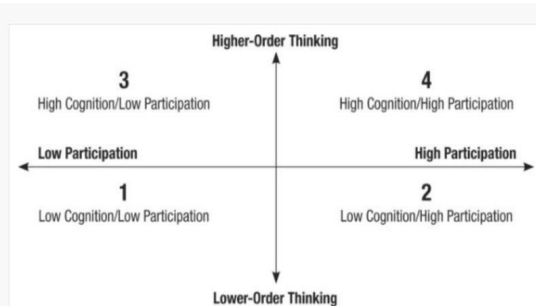 Higher-Order Thinking
3
High Cognition/Low Participation
4
High Cognition/High Participation
Low Participation
High Participation
1
Low Cognition/Low Participation
2
Low Cognition/High Participation
Lower-Order Thinking